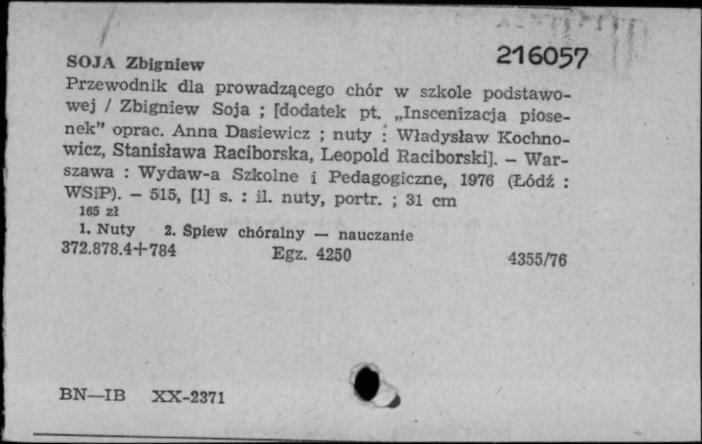 216057
SOJA Zbigniew
Przewodnik dla prowadzącego chór w szkole podstawo-
wej / Zbigniew Soja ; [dodatek pt. „Inscenizacja piose-
nek” oprac. Anna Dasiewicz ; nuty : Władysław Kochno-
wicz, Stanisława Raciborska, Leopold Raciborski]. — War-
szawa : Wydaw-a Szkolne i Pedagogiczne, 1976 (Łódź :
WSiP). — 515, [1] s. : il. nuty, portr. ; 31 cm
165 zł
1. Nuty 2. Śpiew chóralny — nauczanie
372.878.4+784 Egz. 4250 4355/76
BN—IB XX-2371